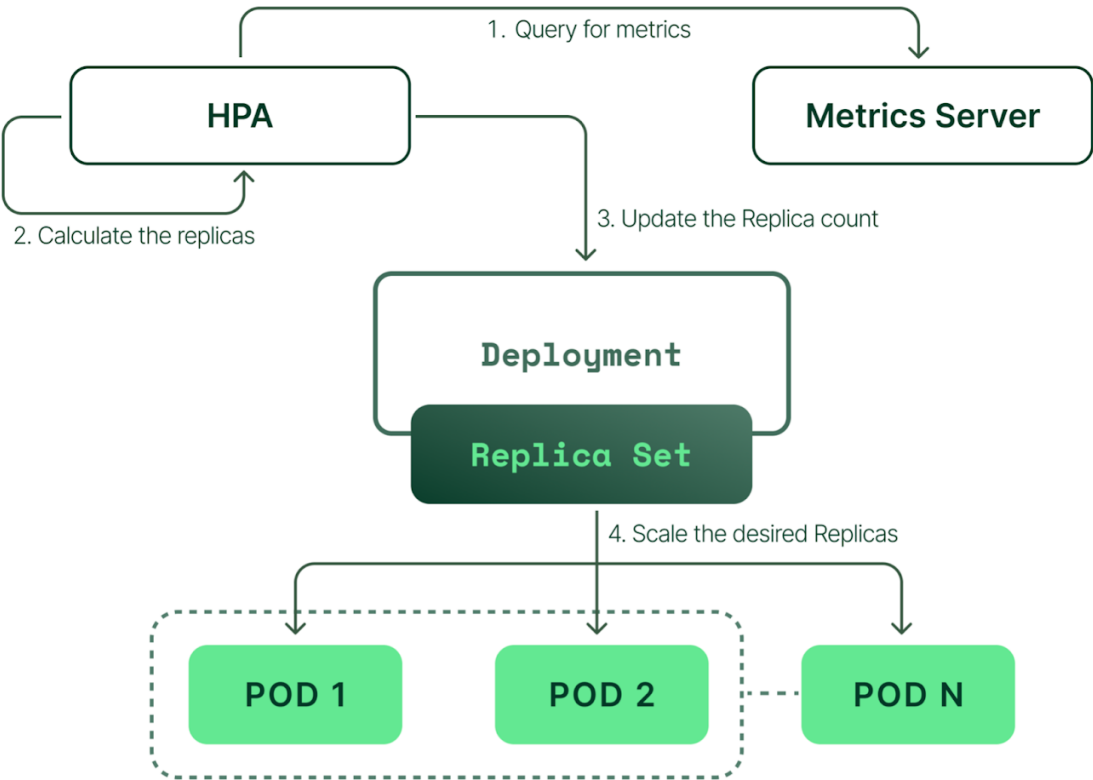 1. Query for metrics
HPA
Metrics Server
2. Calculate the replicas
3. Update the Replica count
Deployment
Replica Set
4. Scale the desired Replicas
POD 1
POD 2
POD N